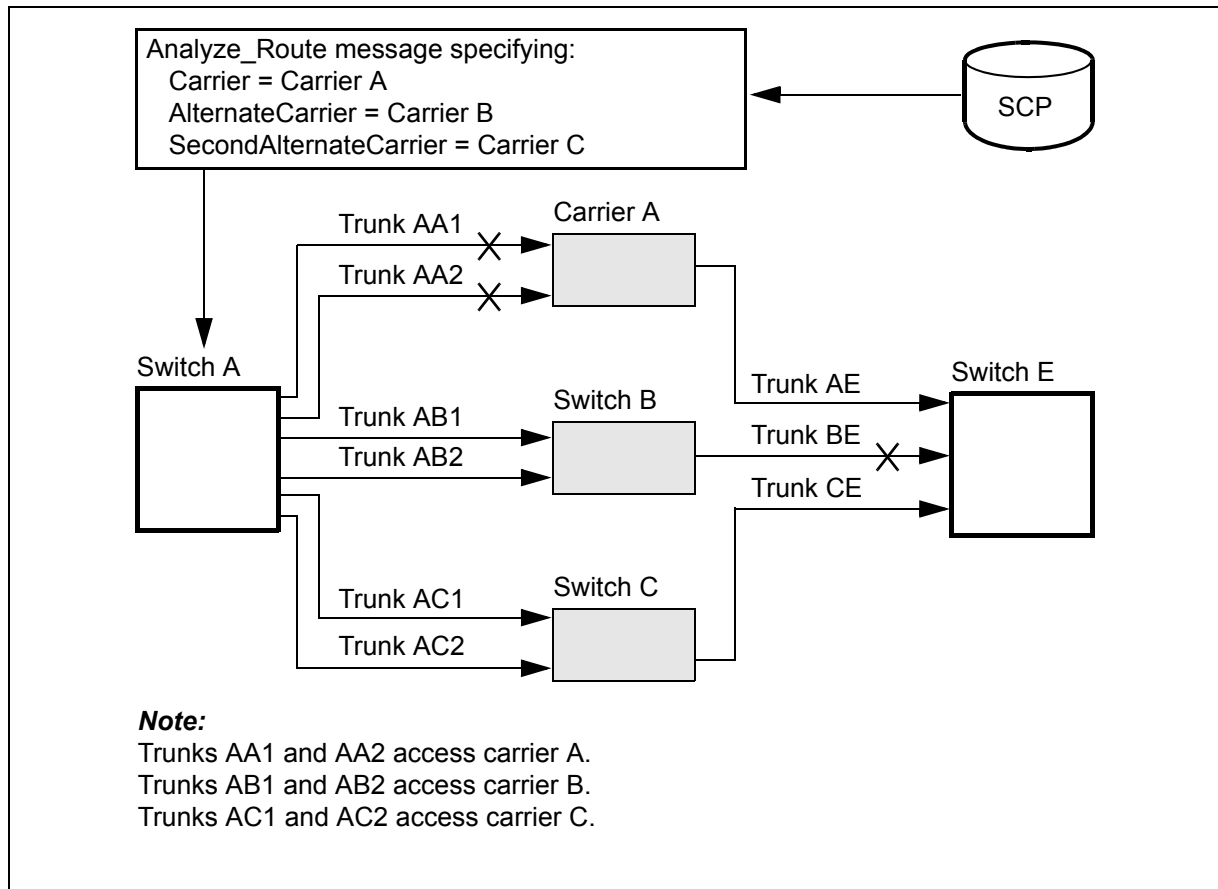 Analyze_Route message specifying:
Carrier = Carrier A
AlternateCarrier = Carrier B
SecondAlternateCarrier = Carrier C
SCP
Trunk AA1
Carrier A
Trunk AA2
Switch A
Trunk AB1
Switch B
Trunk AB2
Trunk AE
Switch E
Trunk BE
Trunk CE
Trunk AC1
Switch C
Trunk AC2
Note:
Trunks AA1 and AA2 access carrier A.
Trunks AB1 and AB2 access carrier B.
Trunks AC1 and AC2 access carrier C.